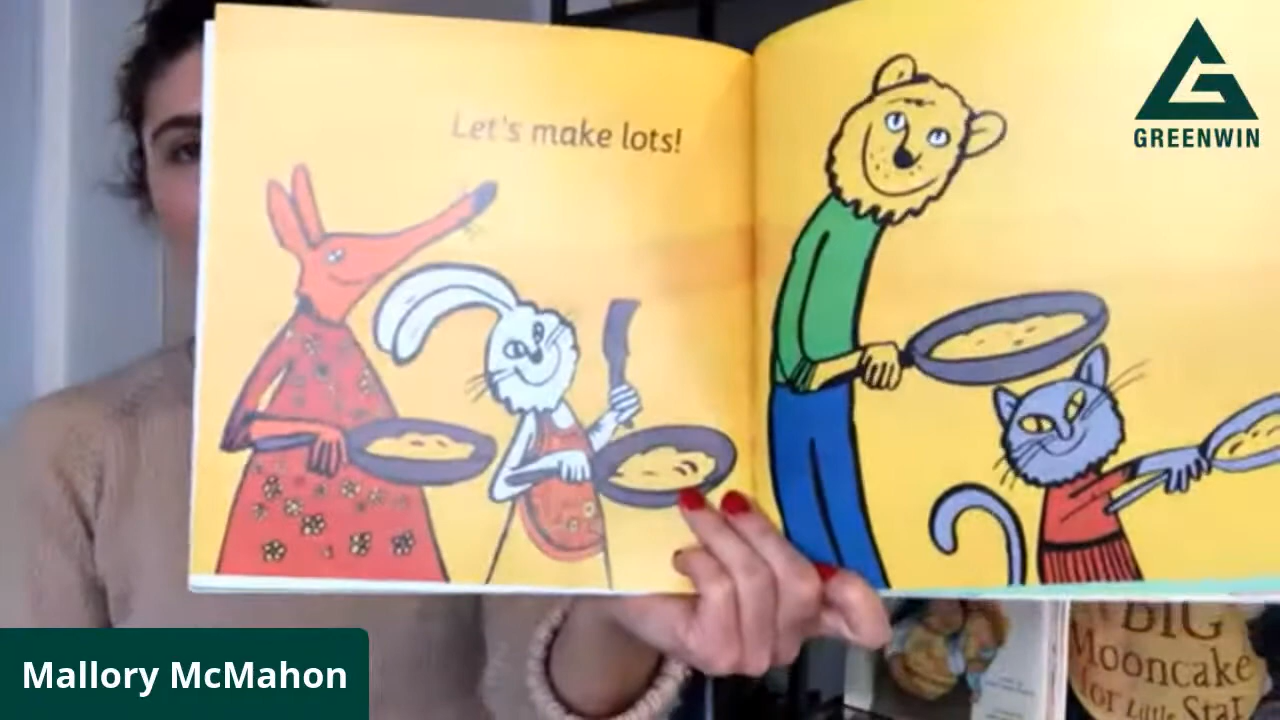 Let's make lots!
GREENWIN
Mallory McMahon
BIG
Mooncake
for Little Star